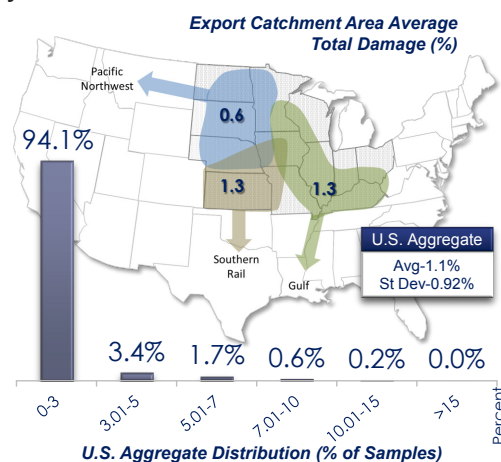 Export Catchment Area Average
Total Damage (%)
Pacific
Northwest
0.6
94.1%
1.3
1.3
U.S. Aggregate
Avg-1.1%
St Dev-0.92%
Southern
Rail
Gulf
3.4%
1.7%
0.6%
0.2%
0.0%
0-3
3.01-5
5.01-7
7.01-10
10.01-15
>15
Percent
U.S. Aggregate Distribution (% of Samples)